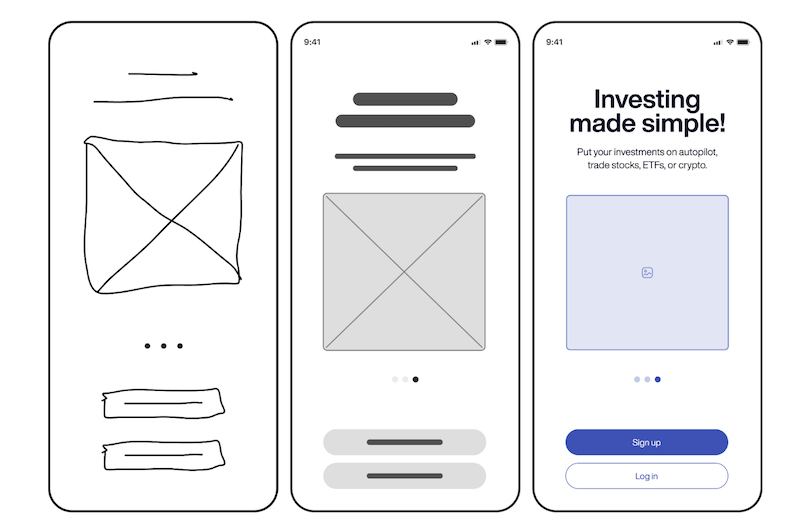 9:41
9:41
Investing
made simple!
Put your investments on autopilot,
trade stocks, ETFs, or crypto.
Sign up
Log in